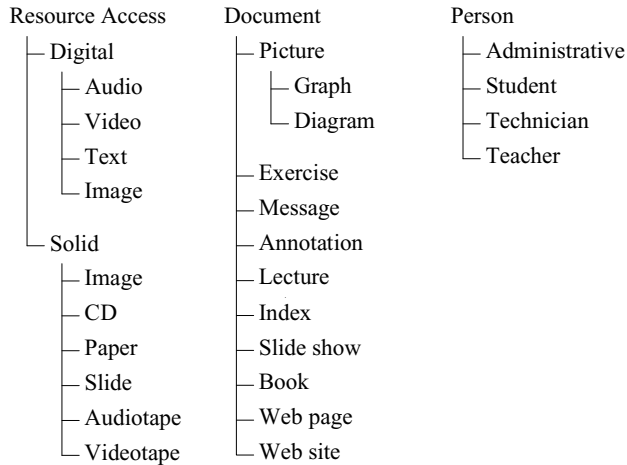 Resource Access
Digital
Audio
Video
Text
Image
Solid
Image
CD
Paper
Slide
Audiotape
Videotape
Document
Picture
Graph
Diagram
Exercise
Message
Annotation
Lecture
Index
Slide show
Book
Web page
Web site
Person
Administrative
Student
Technician
Teacher